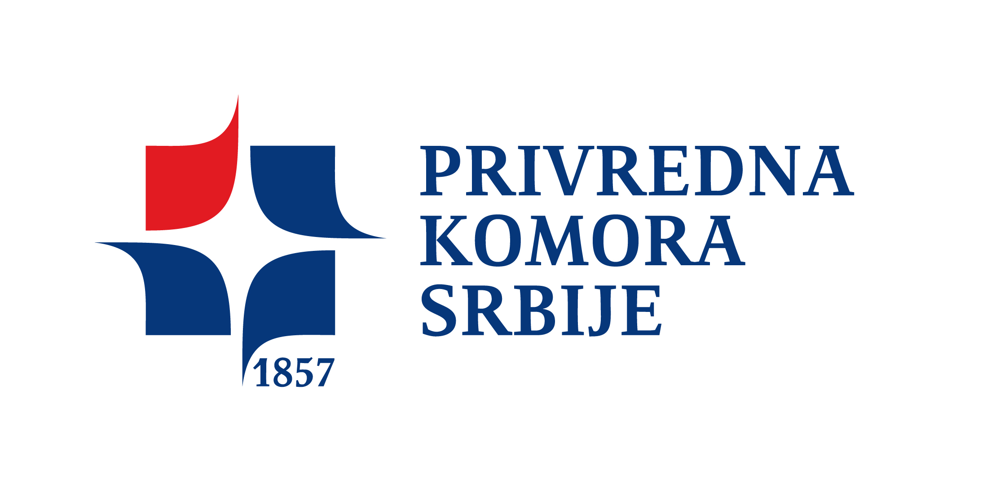 PRIVREDNA
KOMORA
SRBIJE
1857